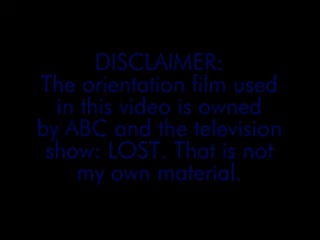 DISCLAIMER:
The orientation film used
in this video is owned
by ABC and the television
show: LOST. That is not
my own material.